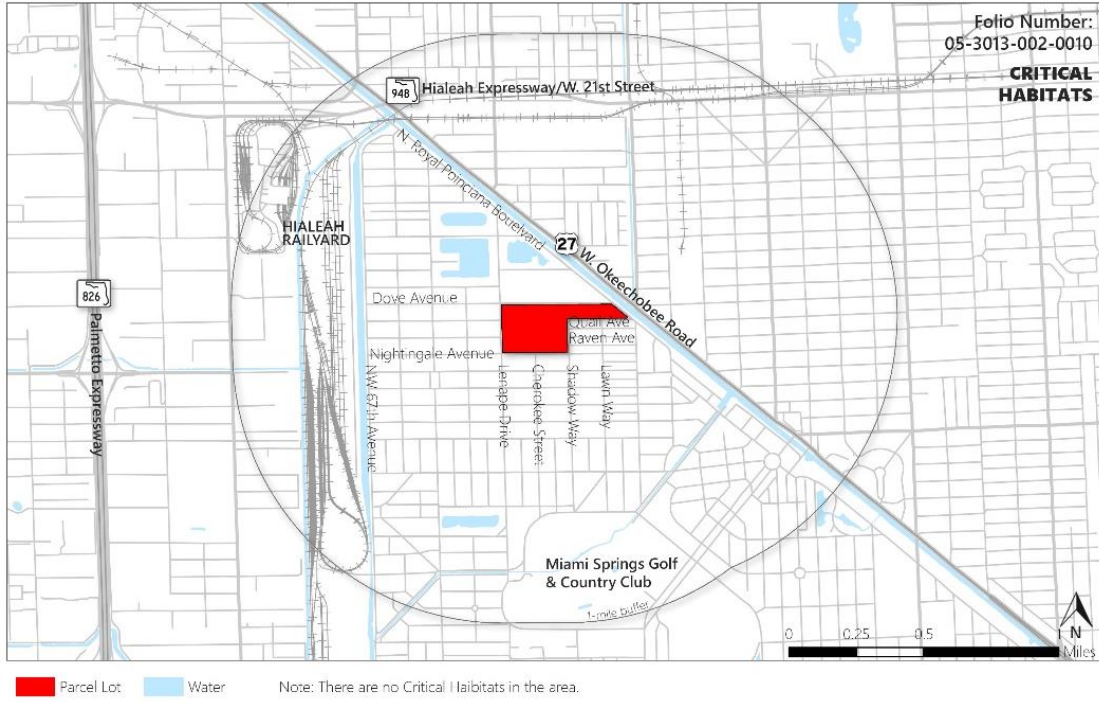 Folio Number:
05-3013-002-0010
CRITICAL
HABITATS
948
Hialeah Expressway/W. 21st Street
N. Royal Poinciana Bouelvard
HIALEAH
RAILYARD
27
W. Okeechobee Road
826
Palmetto Expressway
Dove Avenue
Quail Ave
Raven Ave
Nightingale Avenue
NW 67th Avenue
Lenape Drive
Cherokee Street
Shadow Way
Lawn Way
Miami Springs Golf
& Country Club
1-mile buffer
0 0.25 0.5 1
Miles
N
Parcel Lot Water Note: There are no Critical Haibitats in the area.